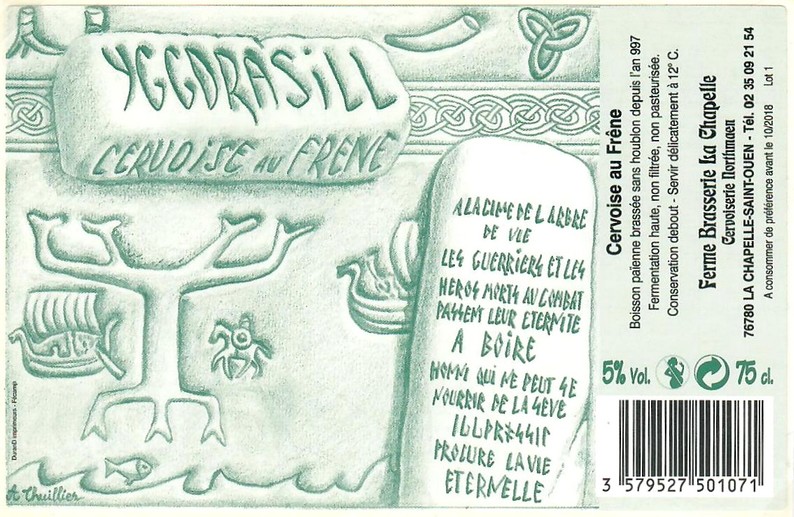 YGGDRASiLL
CERVOiSE AU FRENE
A LA CIME DE L ARBRE
DE VIE
LES GUERRIERS ET LES
HEROS MORTS AU COMBAT
PASSENT LEUR ETERNITE
A BOIRE
HOMME QUI NE PEUT SE
NOURRIR DE LA SEVE
PROCURE LA VIE
ETERNELLE
A Thuillier
Durand imprimeurs - Fécamp
Cervoise au Frêne
Boisson païenne brassée sans houblon depuis l'an 997
Fermentation haute, non filtrée, non pasteurisée.
Conservation debout - Servir délicatement à 12° C.
Ferme Brasserie La Chapelle
Cervoiserie Northmaen
76780 LA CHAPELLE-SAINT-OUEN - Tél. 02 35 09 21 54
A consommer de préférence avant le 10/2018 Lot 1
5% Vol. 75 cl.
3 579527 501071